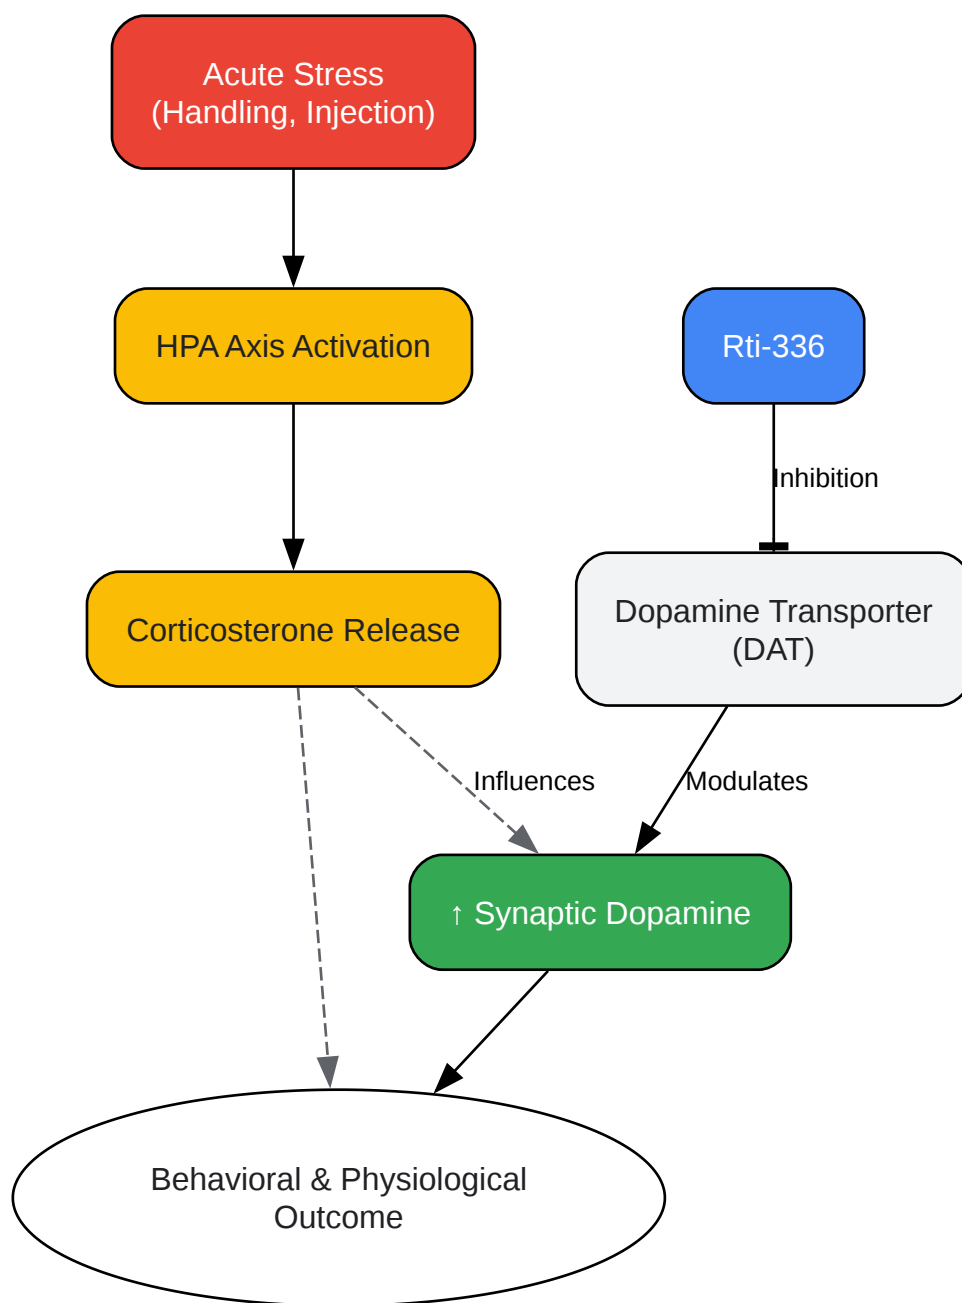 Acute Stress
(Handling, Injection)
HPA Axis Activation
Rti-336
Inhibition
Corticosterone Release
Dopamine Transporter
(DAT)
Influences
Modulates
↑ Synaptic Dopamine
Behavioral & Physiological
Outcome